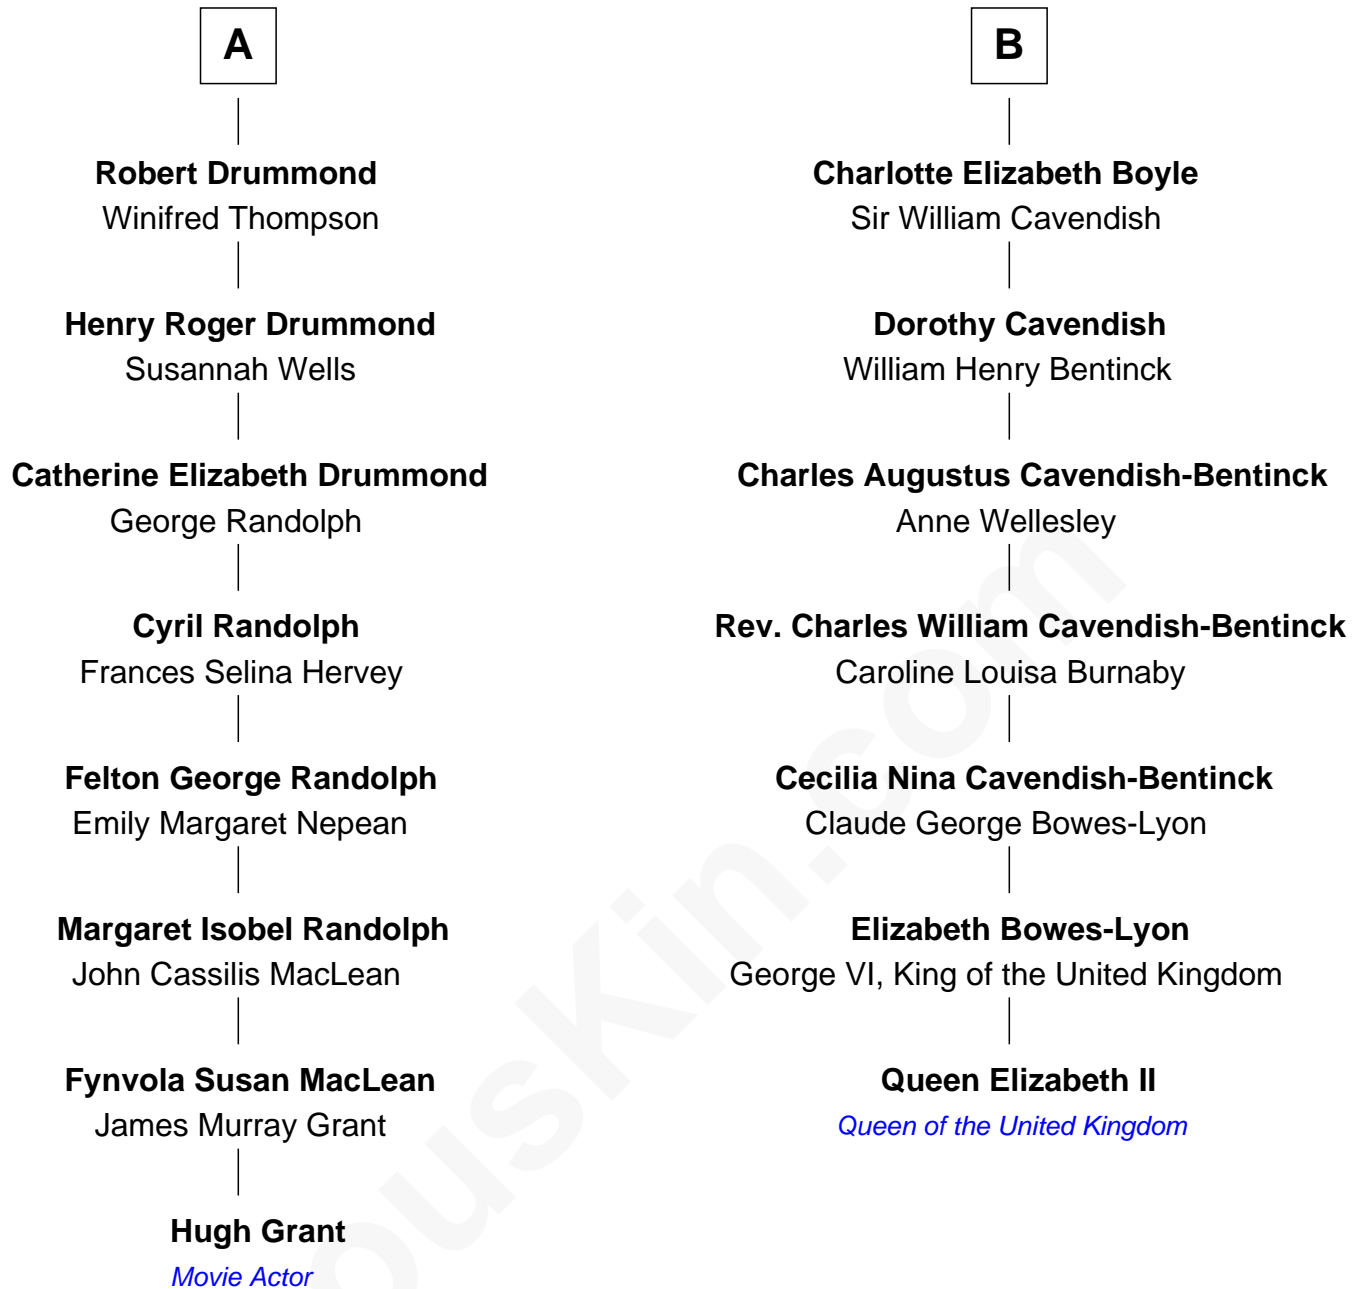 A
Robert Drummond
Winifred Thompson
Henry Roger Drummond
Susannah Wells
Catherine Elizabeth Drummond
George Randolph
Cyril Randolph
Frances Selina Hervey
Felton George Randolph
Emily Margaret Nepean
Margaret Isobel Randolph
John Cassilis MacLean
Fynvola Susan MacLean
James Murray Grant
Hugh Grant
Movie Actor
B
Charlotte Elizabeth Boyle
Sir William Cavendish
Dorothy Cavendish
William Henry Bentinck
Charles Augustus Cavendish-Bentinck
Anne Wellesley
Rev. Charles William Cavendish-Bentinck
Caroline Louisa Burnaby
Cecilia Nina Cavendish-Bentinck
Claude George Bowes-Lyon
Elizabeth Bowes-Lyon
George VI, King of the United Kingdom
Queen Elizabeth II
Queen of the United Kingdom
ousKin.com